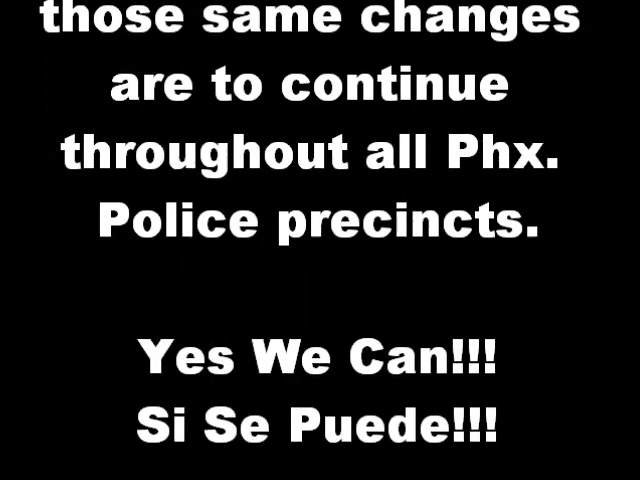 those same changes
are to continue
throughout all Phx.
Police precincts.
Yes We Can!!!
Si Se Puede!!!